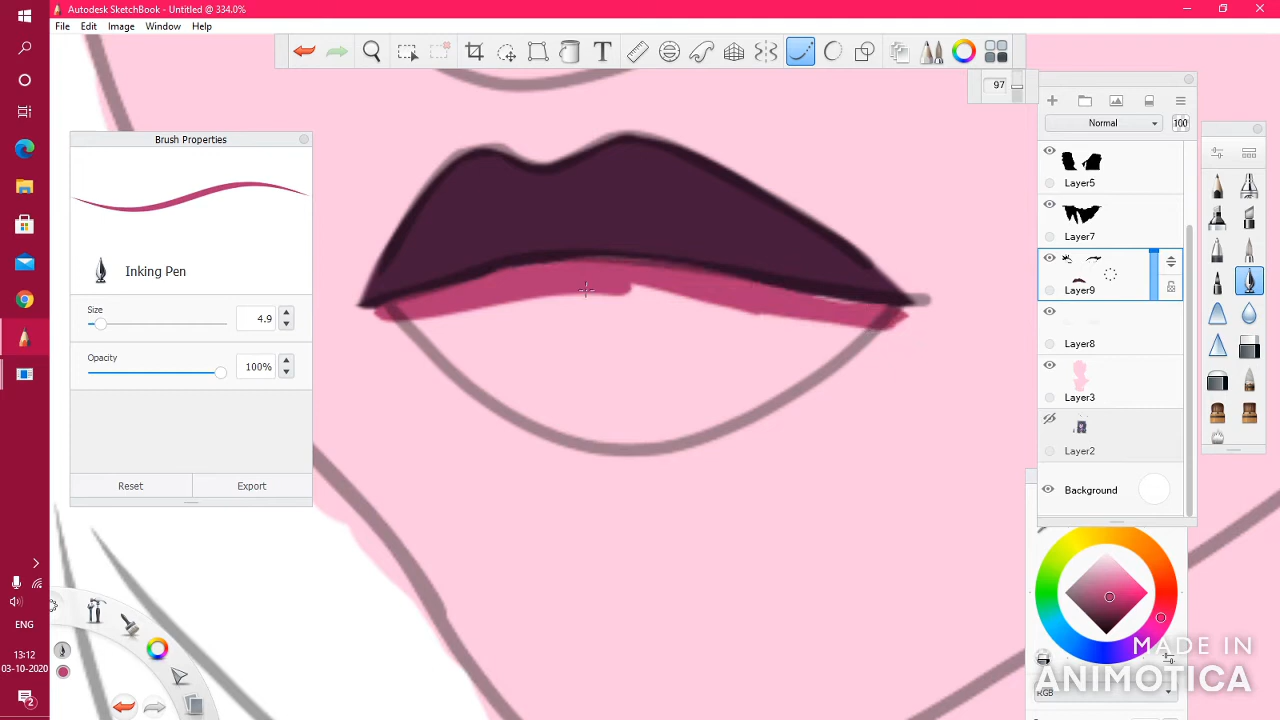 Autodesk SketchBook - Untitled @ 334.0%
File Edit Image Window Help
T
97
Brush Properties
Inking Pen
Size
4.9
Opacity
100%
Reset Export
Normal 100
Layer5
Layer7
Layer9
Layer8
Layer3
Layer2
Background
RGB
ENG
13:12
03-10-2020
2
MADE IN
ANIMOTICA